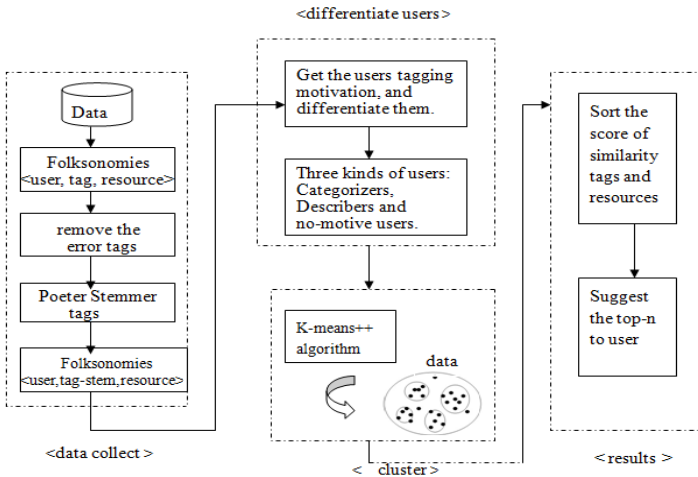 <differentiate users>
Data
Folksonomies
<user, tag, resource>
remove the
error tags
Poeter Stemmer
tags
Folksonomies
<user,tag-stem,resource>
<data collect >
Get the users tagging
motivation, and
differentiate them.
Three kinds of users:
Categorizers,
Describers and
no-motive users.
K-means++
algorithm
data
< cluster>
Sort the
score of
similarity
tags and
resources
Suggest
the top-n
to user
< results >